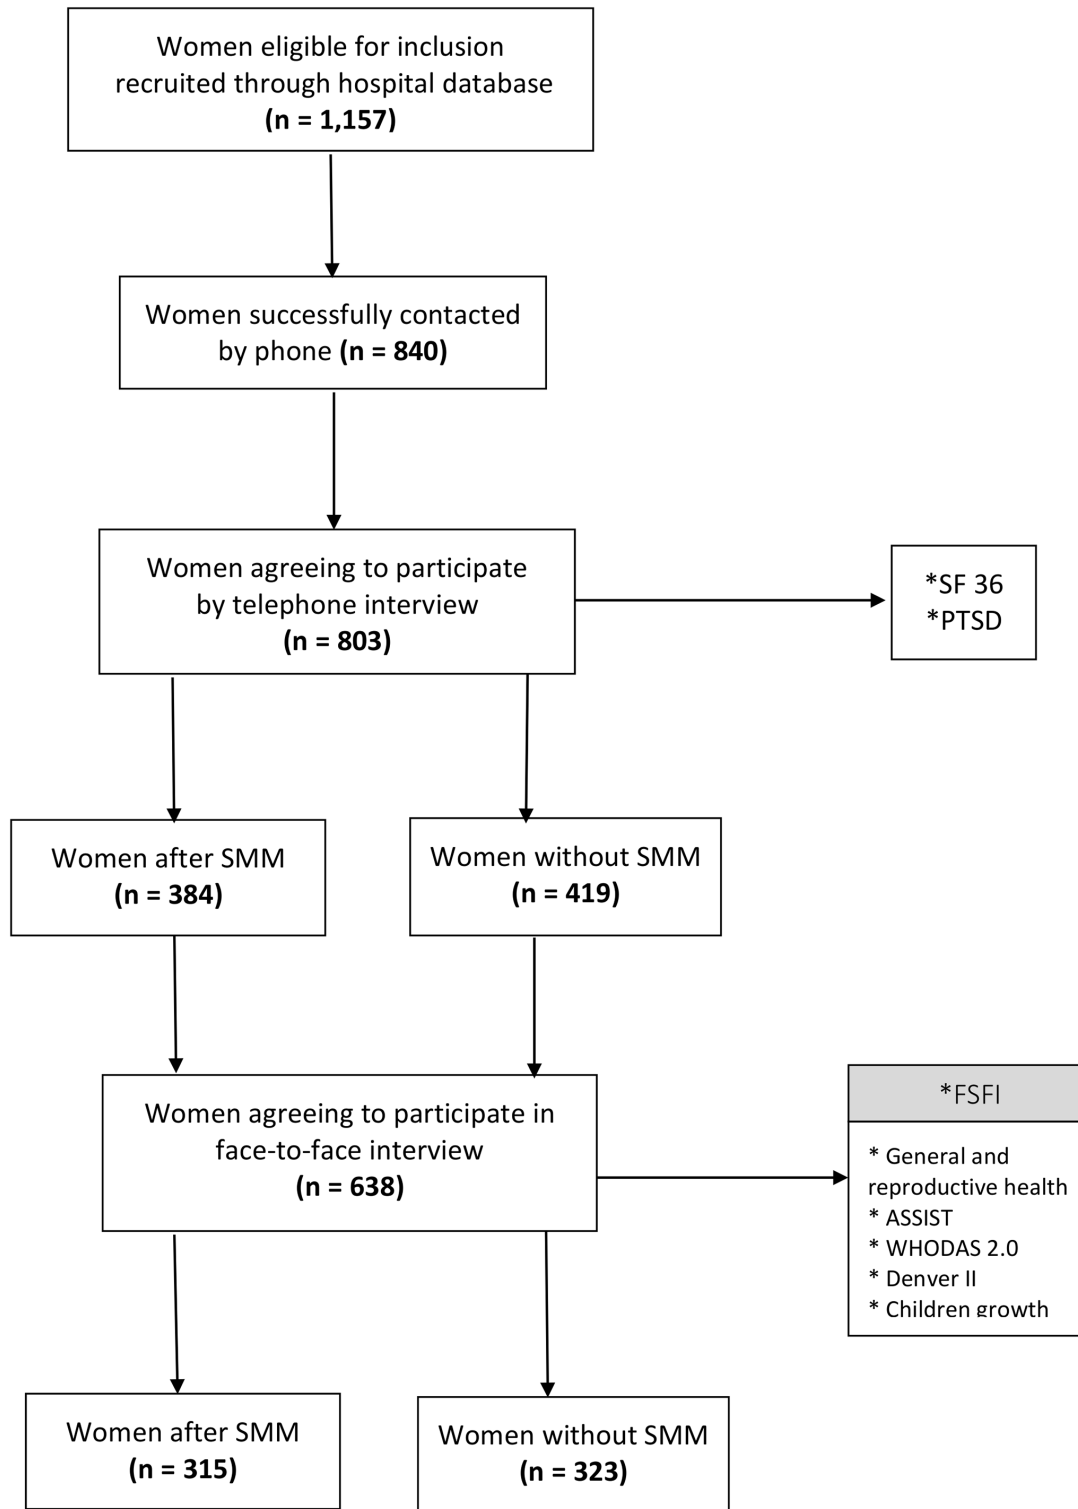 Women eligible for inclusion
recruited through hospital database
(n = 1,157)
Women successfully contacted
by phone (n = 840)
Women agreeing to participate
by telephone interview
(n = 803)
*SF 36
*PTSD
Women after SMM
(n = 384)
Women without SMM
(n = 419)
Women agreeing to participate in
face-to-face interview
(n = 638)
*FSFI
* General and
reproductive health
* ASSIST
* WHODAS 2.0
* Denver II
* Children growth
Women after SMM
(n = 315)
Women without SMM
(n = 323)